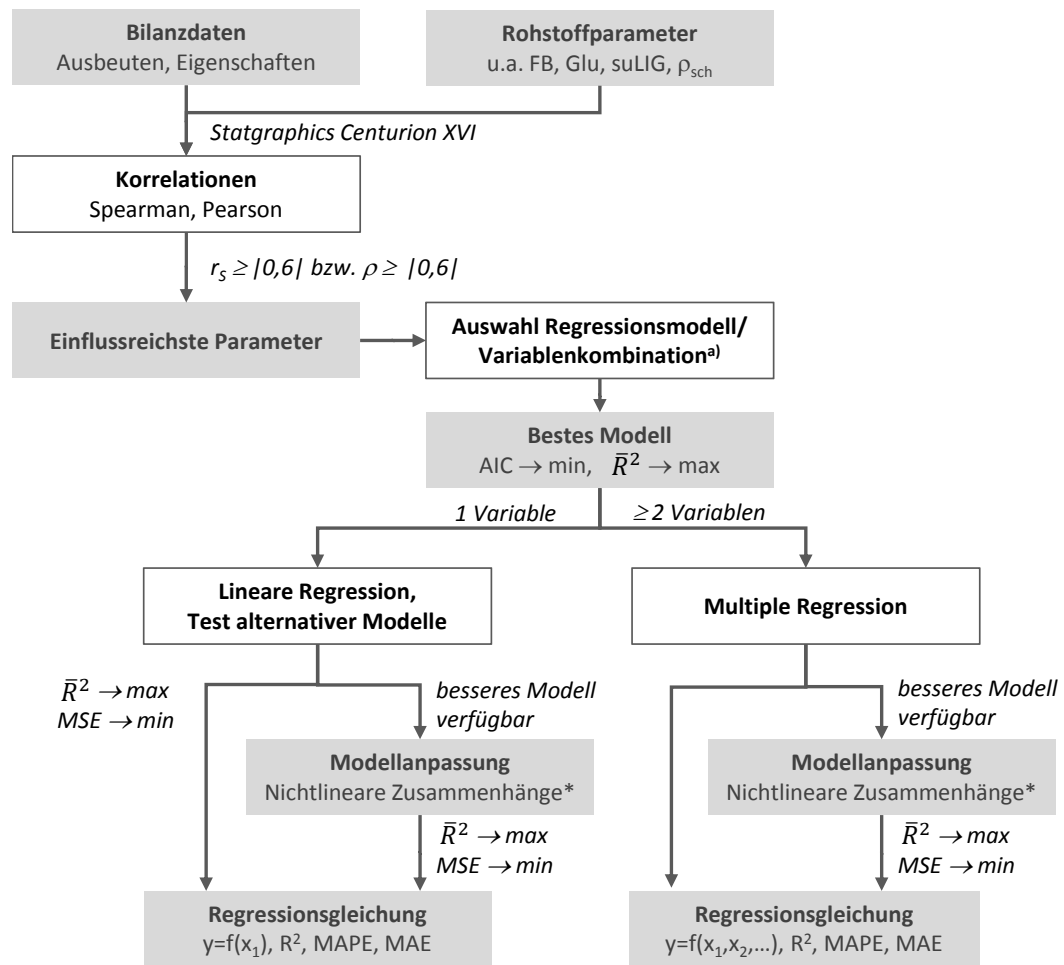 Bilanzdaten
Ausbeuten, Eigenschaften
Rohstoffparameter
u.a. FB, Glu, suLIG, ρsch
Statgraphics Centurion XVI
Korrelationen
Spearman, Pearson
rS ≥ |0,6| bzw. ρ ≥ |0,6|
Einflussreichste Parameter
Auswahl Regressionsmodell/
Variablenkombinationa)
Bestes Modell
AIC → min, R̄² → max
1 Variable
≥2 Variablen
Lineare Regression,
Test alternativer Modelle
Multiple Regression
R̄² → max
MSE → min
besseres Modell
verfügbar
besseres Modell
verfügbar
Modellanpassung
Nichtlineare Zusammenhänge*
Modellanpassung
Nichtlineare Zusammenhänge*
R̄² → max
MSE → min
R̄² → max
MSE → min
Regressionsgleichung
y=f(x₁), R², MAPE, MAE
Regressionsgleichung
y=f(x₁,x₂,…), R², MAPE, MAE